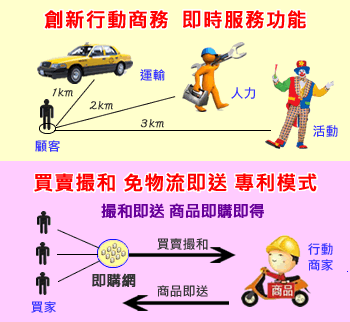 創新行動商務 即時服務功能
運輸
1km
人力
2km
3km
顧客
活動
買賣撮和 免物流即送 專利模式
撮和即送 商品即購即得
買賣撮和
行動
商家
即購網
商品即送
商品
買家